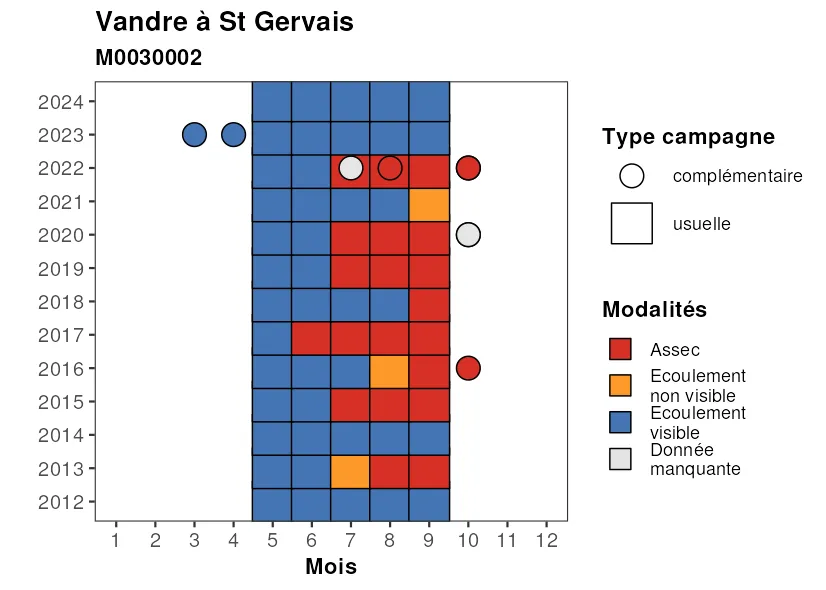 Vandre à St Gervais
M0030002
2024
2023
2022
2021
2020
2019
2018
2017
2016
2015
2014
2013
2012
1 2 3 4 5 6 7 8 9 10 11 12
Mois
Type campagne
complémentaire
usuelle
Modalités
Assec
Ecoulement
non visible
Ecoulement
visible
Donnée
manquante